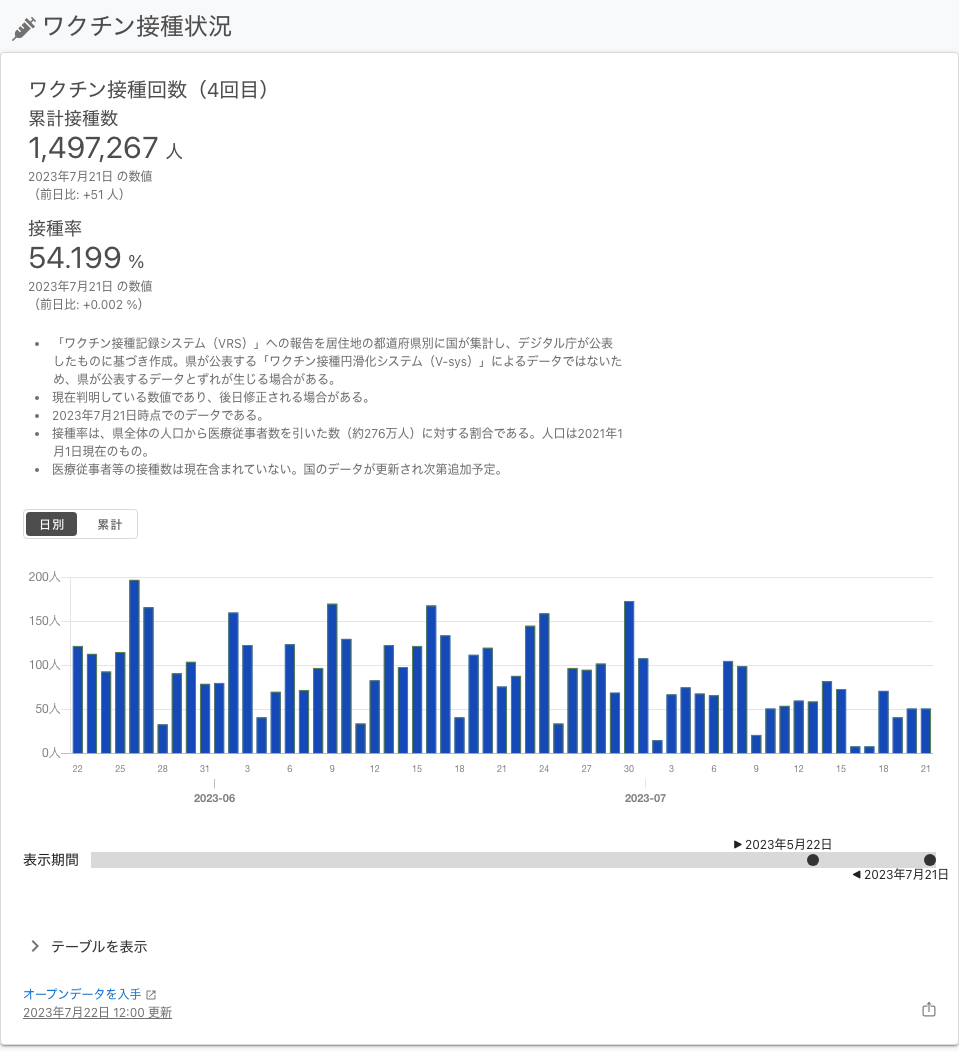 ワクチン接種状況
ワクチン接種回数（4回目）
累計接種数
1,497,267 人
2023年7月21日 の数値
（前日比: +51 人）
接種率
54.199 %
2023年7月21日 の数値
（前日比: +0.002 %）
• 「ワクチン接種記録システム（VRS）」への報告を居住地の都道府県別に国が集計し、デジタル庁が公表
したものに基づき作成。県が公表する「ワクチン接種円滑化システム（V-sys）」によるデータではないた
め、県が公表するデータとずれが生じる場合がある。
• 現在判明している数値であり、後日修正される場合がある。
• 2023年7月21日時点でのデータである。
• 接種率は、県全体の人口から医療従事者数を引いた数（約276万人）に対する割合である。人口は2021年1
月1日現在のもの。
• 医療従事者等の接種数は現在含まれていない。国のデータが更新され次第追加予定。
日別 累計
200人
150人
100人
50人
0人
22 25 28 31 3 6 9 12 15 18 21 24 27 30 3 6 9 12 15 18 21
2023-06 2023-07
▶ 2023年5月22日
表示期間
◀ 2023年7月21日
テーブルを表示
オープンデータを入手
2023年7月22日 12:00 更新